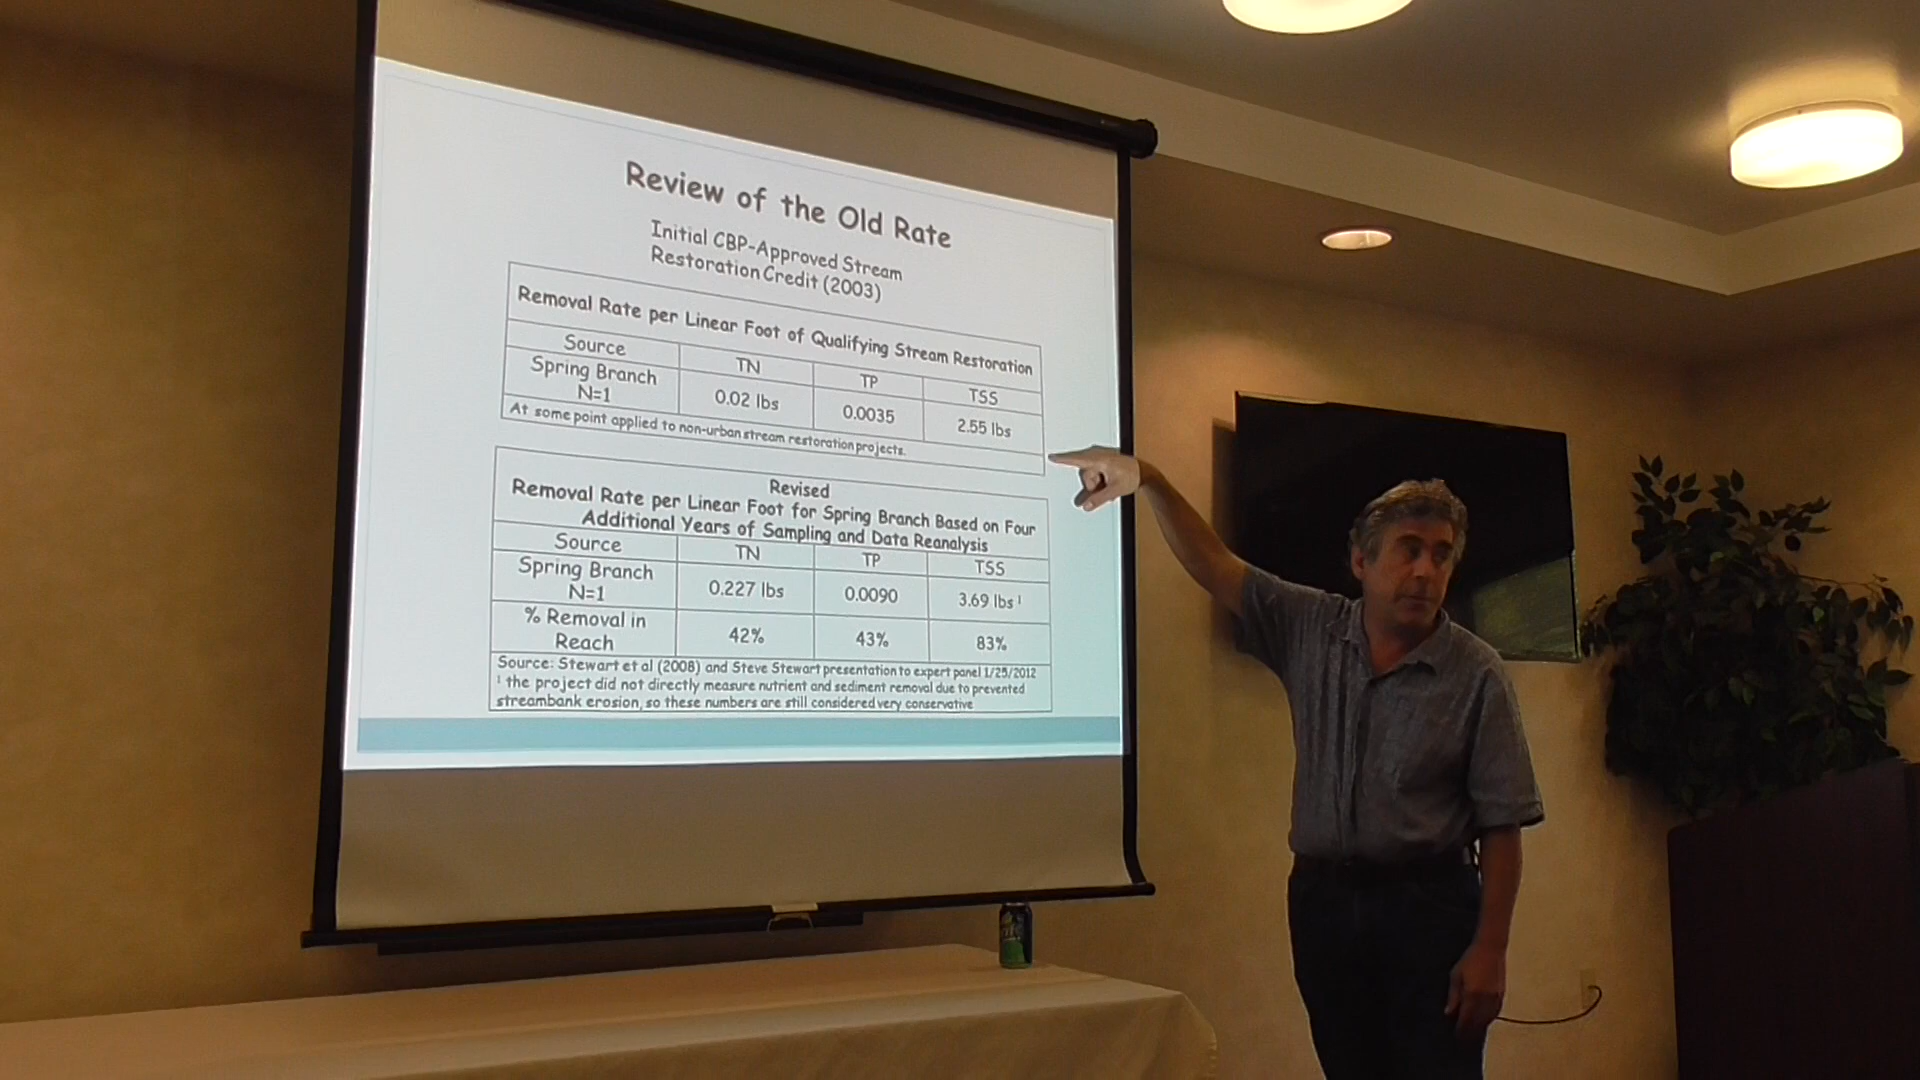 Review of the Old Rate
Initial CBP-Approved Stream
Restoration Credit (2003)
Removal Rate per Linear Foot of Qualifying Stream Restoration
Source TN TP TSS
Spring Branch
N=1 0.02 lbs 0.0035 2.55 lbs
At some point applied to non-urban stream restoration projects.
Revised
Removal Rate per Linear Foot for Spring Branch Based on Four
Additional Years of Sampling and Data Reanalysis
Source TN TP TSS
Spring Branch
N=1 0.227 lbs 0.0090 3.69 lbs ¹
% Removal in
Reach 42% 43% 83%
Source: Stewart et al (2008) and Steve Stewart presentation to expert panel 1/25/2012
¹ the project did not directly measure nutrient and sediment removal due to prevented
streambank erosion, so these numbers are still considered very conservative